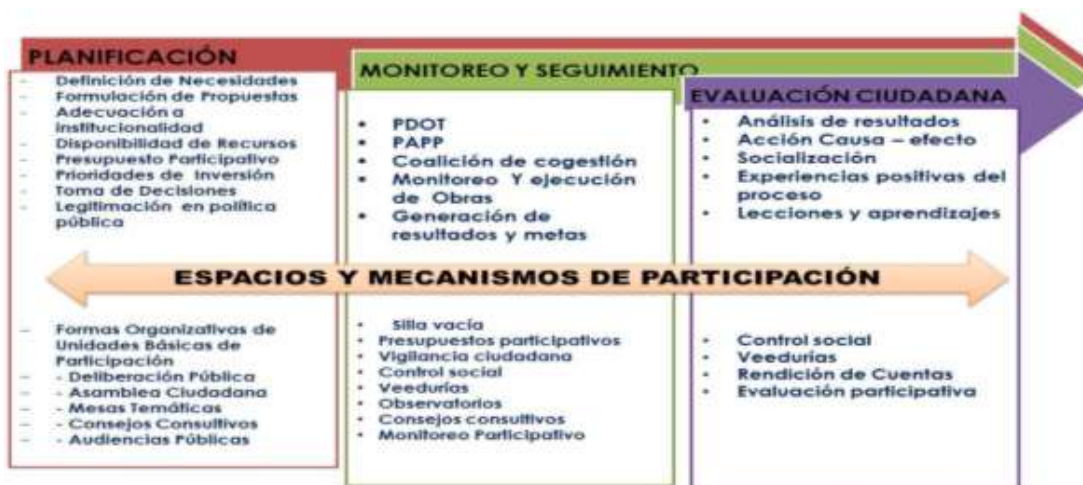 PLANIFICACIÓN
- Definición de Necesidades
- Formulación de Propuestas
- Adecuación a
institucionalidad
- Disponibilidad de Recursos
- Presupuesto Participativo
- Prioridades de Inversión
- Toma de Decisiones
- Legitimación en política
pública
MONITOREO Y SEGUIMIENTO
• PDOT
• PAPP
• Coalición de cogestión
• Monitoreo Y ejecución
de Obras
• Generación de
resultados y metas
EVALUACIÓN CIUDADANA
• Análisis de resultados
• Acción Causa – efecto
• Socialización
• Experiencias positivas del
proceso
• Lecciones y aprendizajes
ESPACIOS Y MECANISMOS DE PARTICIPACIÓN
– Formas Organizativas de
Unidades Básicas de
Participación
– - Deliberación Pública
– - Asamblea Ciudadana
– - Mesas Temáticas
– - Consejos Consultivos
– - Audiencias Públicas
• Silla vacía
• Presupuestos participativos
• Vigilancia ciudadana
• Control social
• Veedurías
• Observatorios
• Consejos consultivos
• Monitoreo Participativo
• Control social
• Veedurías
• Rendición de Cuentas
• Evaluación participativa